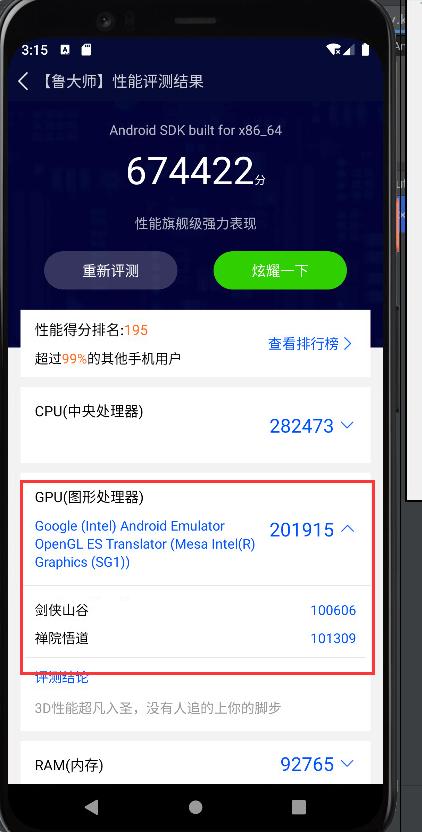 3:15
【鲁大师】性能评测结果
Android SDK built for x86_64
674422分
性能旗舰级强力表现
重新评测
炫耀一下
性能得分排名:195
超过99%的其他手机用户
查看排行榜
CPU(中央处理器)
282473
GPU(图形处理器)
Google (Intel) Android Emulator
OpenGL ES Translator (Mesa Intel(R)
Graphics (SG1))
201915
剑侠山谷 100606
禅院悟道 101309
评测结论
3D性能超凡入圣，没有人追的上你的脚步
RAM(内存) 92765